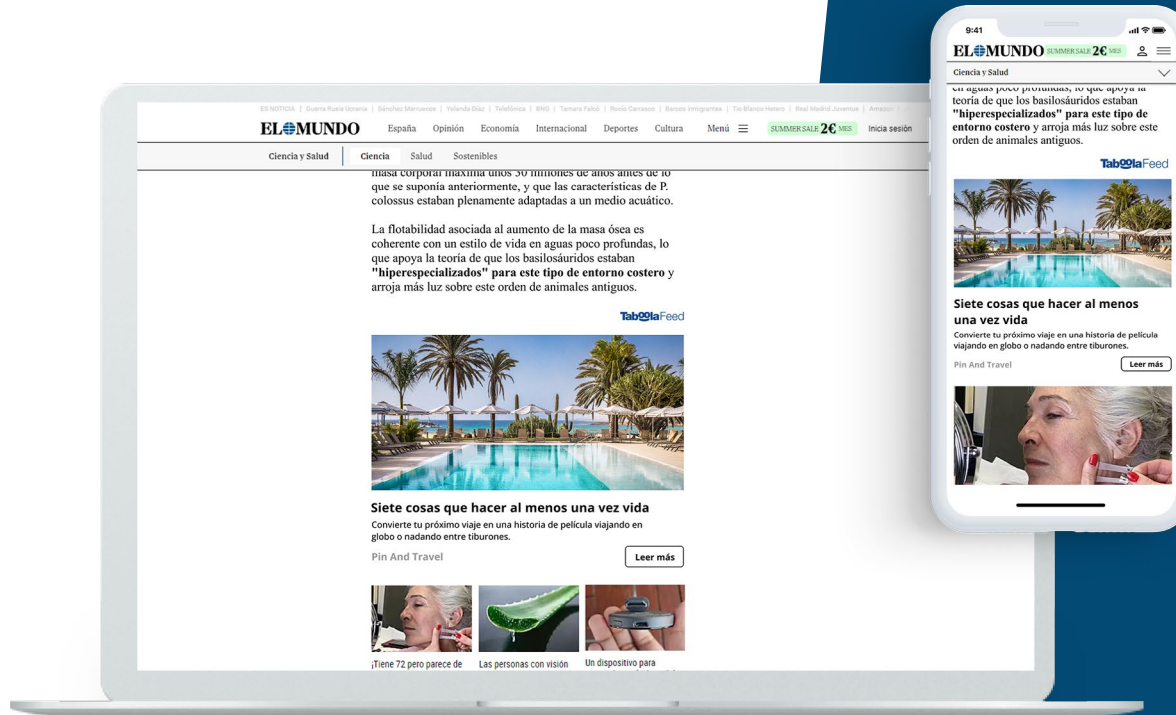 ES NOTICIA | Guerra Rusia Ucrania | Sánchez Marruecos | Yolanda Díaz | Telefónica | BNG | Tamara Falcó | Rocío Carrasco | Barcos inmigrantes | Tio Blanco Hotero | Real Madrid Juventus | Amazon |
EL MUNDO España Opinión Economía Internacional Deportes Cultura Menú SUMMER SALE 2€ MES Inicia sesión
Ciencia y Salud Ciencia Salud Sostenibles
masa corporal máxima unos 30 millones de años antes de lo
que se suponía anteriormente, y que las características de P.
colossus estaban plenamente adaptadas a un medio acuático.
La flotabilidad asociada al aumento de la masa ósea es
coherente con un estilo de vida en aguas poco profundas, lo
que apoya la teoría de que los basilosáuridos estaban
"hiperespecializados" para este tipo de entorno costero y
arroja más luz sobre este orden de animales antiguos.
Taboola Feed
Siete cosas que hacer al menos una vez vida
Convierte tu próximo viaje en una historia de película viajando en
globo o nadando entre tiburones.
Pin And Travel
Leer más
¡Tiene 72 pero parece de
Las personas con visión
Un dispositivo para
9:41
EL MUNDO SUMMER SALE 2€ MES
Ciencia y Salud
en aguas poco profundas, lo que apoya la
teoría de que los basilosáuridos estaban
"hiperespecializados" para este tipo de
entorno costero y arroja más luz sobre este
orden de animales antiguos.
Taboola Feed
Siete cosas que hacer al menos
una vez vida
Convierte tu próximo viaje en una historia de película
viajando en globo o nadando entre tiburones.
Pin And Travel
Leer más